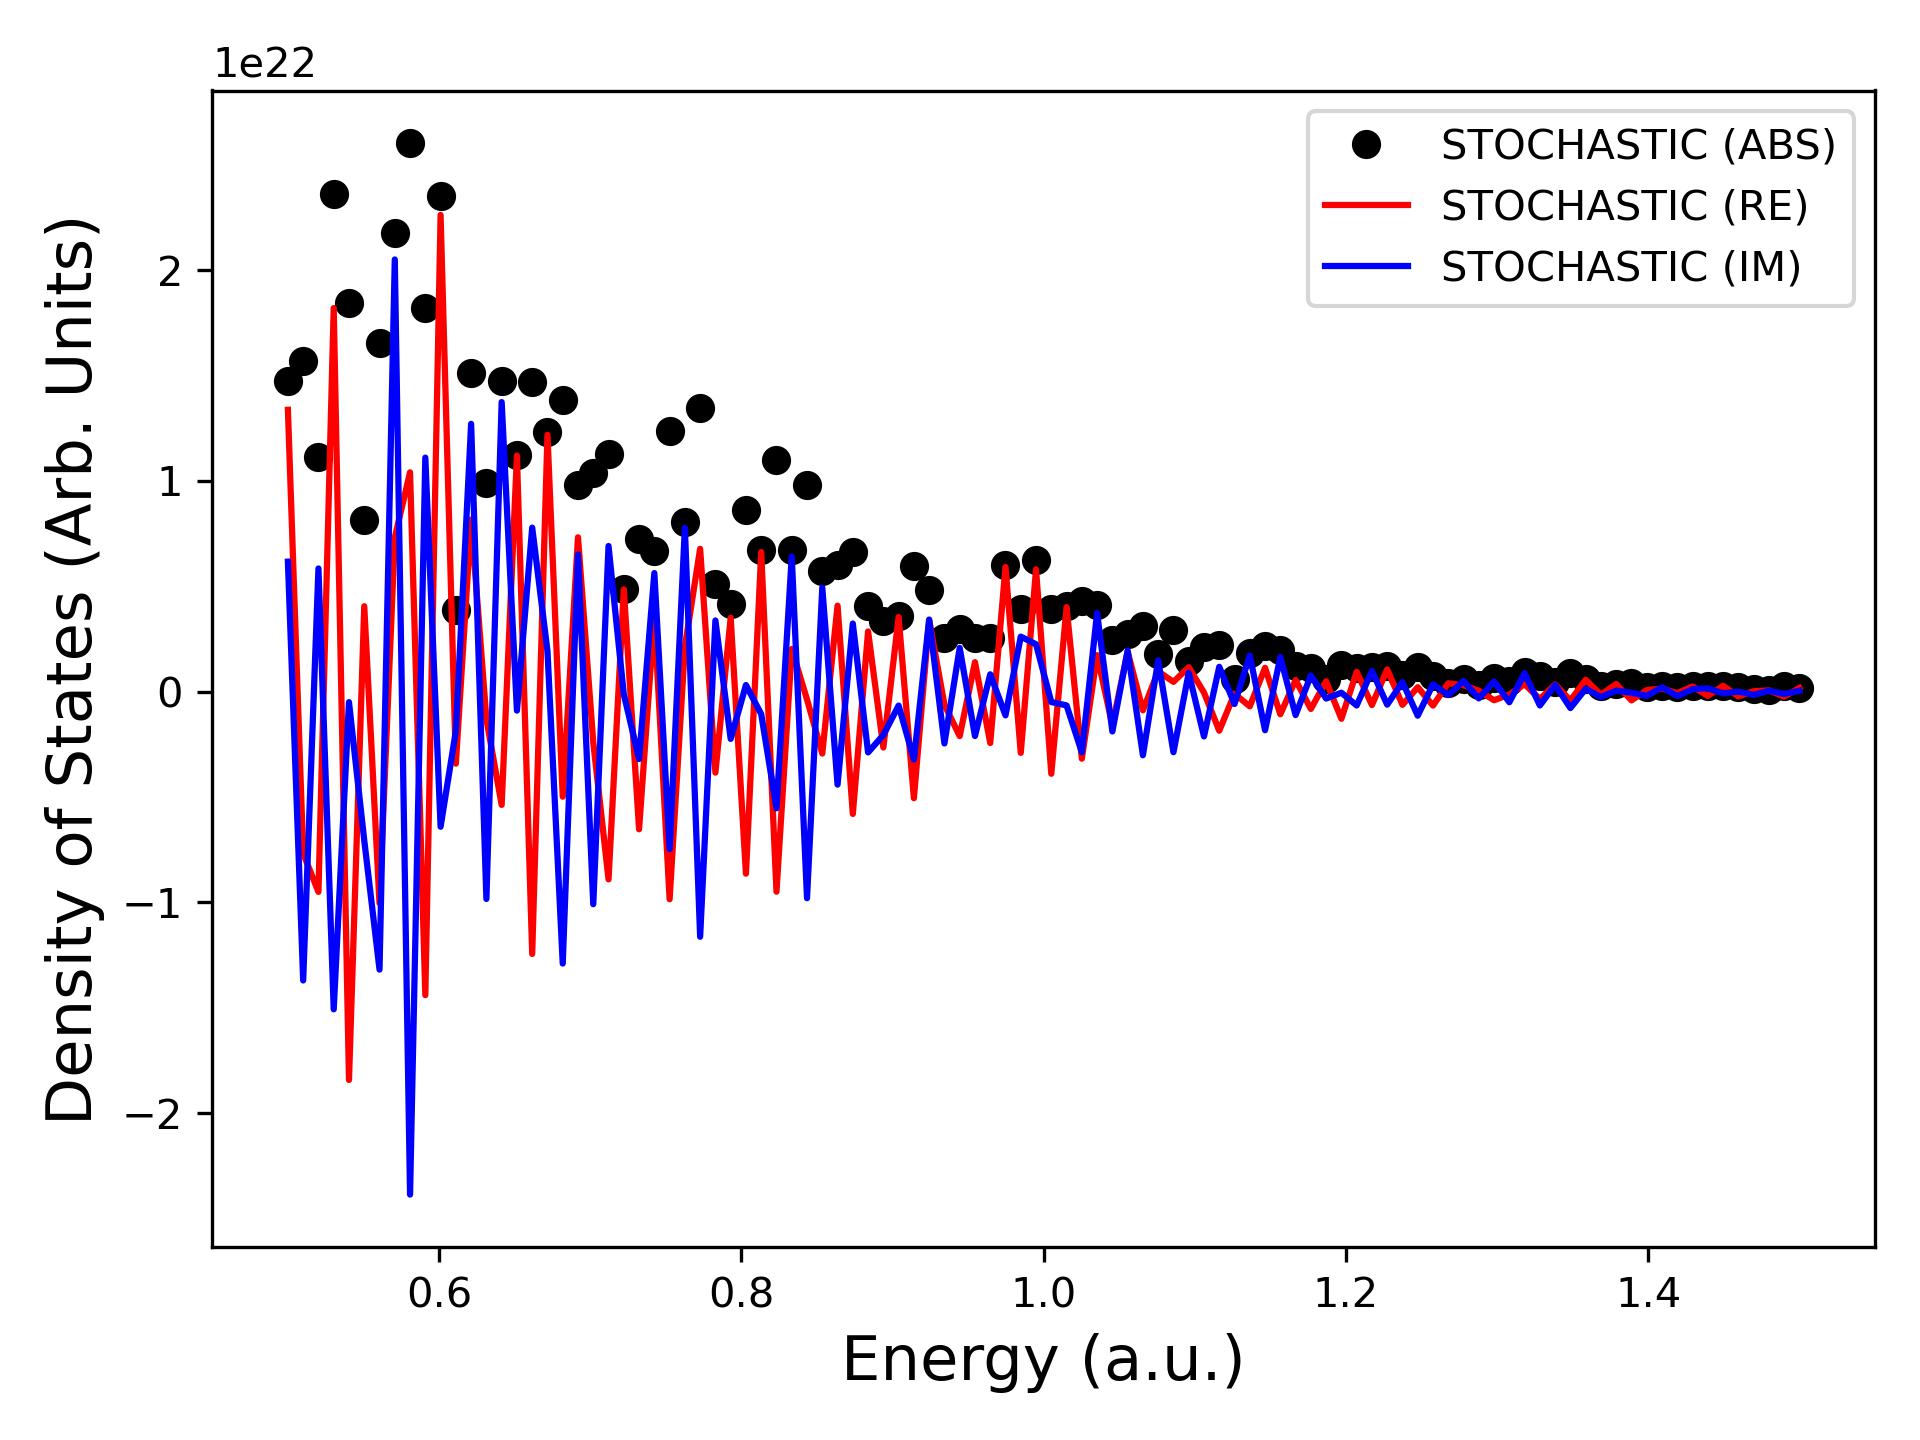 1e22
STOCHASTIC (ABS)
STOCHASTIC (RE)
STOCHASTIC (IM)
Density of States (Arb. Units)
2
1
0
−1
−2
0.6 0.8 1.0 1.2 1.4
Energy (a.u.)